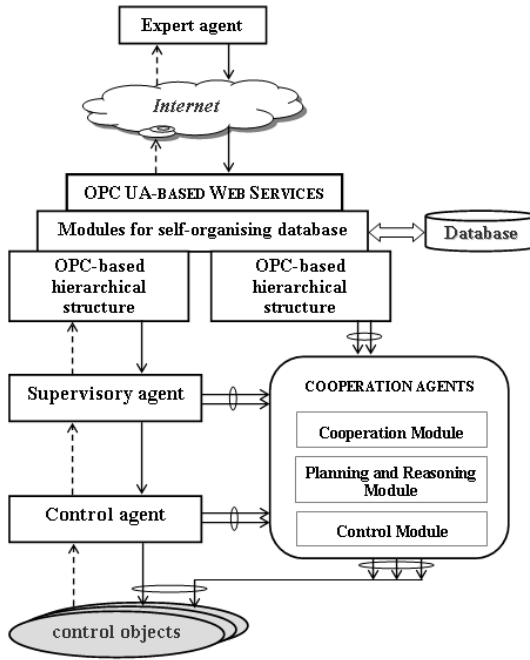 Expert agent
Internet
OPC UA-BASED WEB SERVICES
Modules for self-organising database
Database
OPC-based
hierarchical
structure
OPC-based
hierarchical
structure
Supervisory agent
COOPERATION AGENTS
Cooperation Module
Planning and Reasoning
Module
Control agent
Control Module
control objects